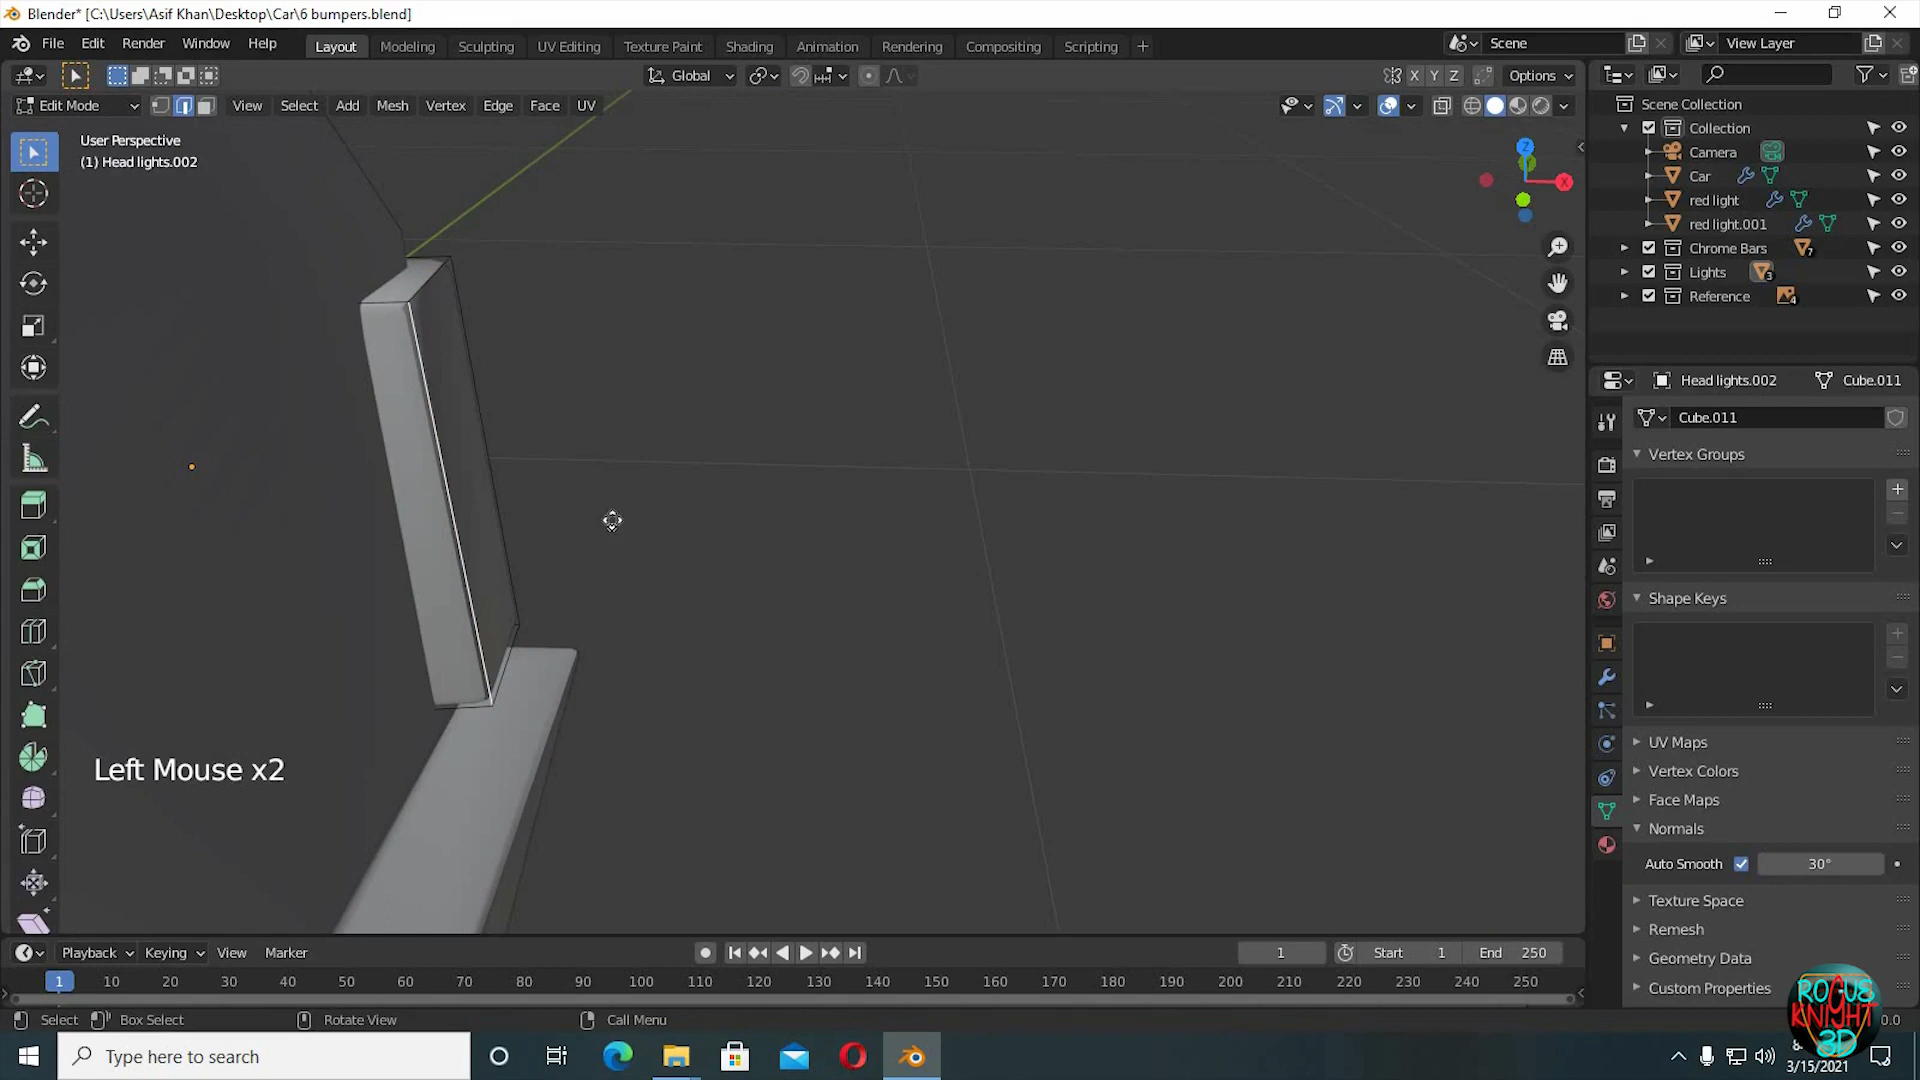 Blender* [C:\Users\Asif Khan\Desktop\Car\6 bumpers.blend]
File Edit Render Window Help Layout Modeling Sculpting UV Editing Texture Paint Shading Animation Rendering Compositing Scripting Scene View Layer
Global X Y Z Options
Edit Mode View Select Add Mesh Vertex Edge Face UV
User Perspective
(1) Head lights.002
Z
X
Scene Collection
Collection
Camera
Car
red light
red light.001
Chrome Bars 7
Lights 3
Reference 4
Head lights.002 Cube.011
Cube.011
Vertex Groups
Shape Keys
UV Maps
Vertex Colors
Face Maps
Normals
Auto Smooth 30°
Texture Space
Remesh
Geometry Data
Custom Properties
Left Mouse x2
Playback Keying View Marker 1 Start 1 End 250
1 10 20 30 40 50 60 70 80 90 100 110 120 130 140 150 160 170 180 190 200 210 220 230 240 250
Select Box Select Rotate View Call Menu
ROGUE
KNIGHT
3D
Type here to search
3/15/2021